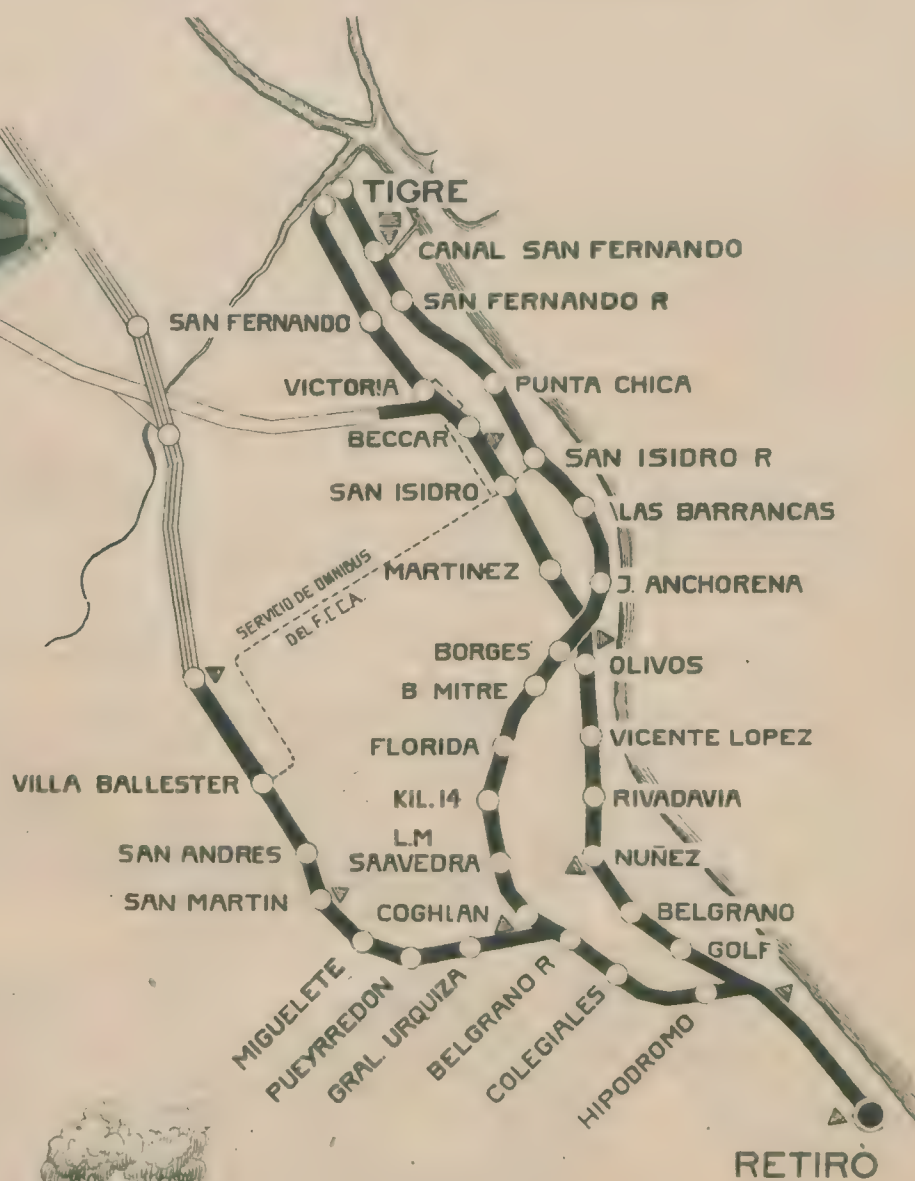 TIGRE
CANAL SAN FERNANDO
SAN FERNANDO R
SAN FERNANDO
VICTORIA
PUNTA CHICA
BECCAR
SAN ISIDRO R
SAN ISIDRO
LAS BARRANCAS
SERVICIO DE OMNIBUS
DEL F.C.C.A.
MARTINEZ
J. ANCHORENA
BORGES
OLIVOS
B MITRE
FLORIDA
VICENTE LOPEZ
VILLA BALLESTER
KIL. 14
RIVADAVIA
L.M
SAAVEDRA
SAN ANDRES
NUÑEZ
SAN MARTIN
COGHLAN
BELGRANO
GOLF
MIGUELETE
PUEYRREDON
GRAL. URQUIZA
BELGRANO R
COLEGIALES
HIPODROMO
RETIRO